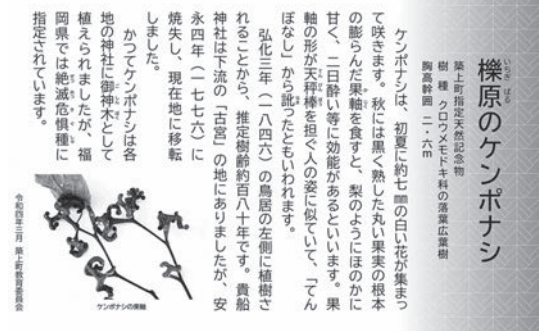 櫟原のケンポナシ
いちぎ ばる
築上町指定天然記念物
樹 種 クロウメモドキ科の落葉広葉樹
胸高幹囲 二・六m
ケンポナシは、初夏に約七㎜の白い花が集まっ
て咲きます。秋には黒く熟した丸い果実の根本
の膨らんだ果軸を食すと、梨のようにほのかに
甘く、二日酔い等に効能があるといいます。果
軸の形が天秤棒を担ぐ人の姿に似ていて、「てん
ぼなし」から訛ったともいわれます。
弘化三年(一八四六)の鳥居の左側に植樹さ
れることから、推定樹齢約百八十年です。貴船
神社は下流の「古宮」の地にありましたが、安
永四年(一七七六)に
焼失し、現在地に移転
しました。
かつてケンポナシは各
地の神社に御神木として
植えられましたが、福
岡県では絶滅危惧種に
指定されています。
ケンポナシの果軸
令和四年三月 築上町教育委員会